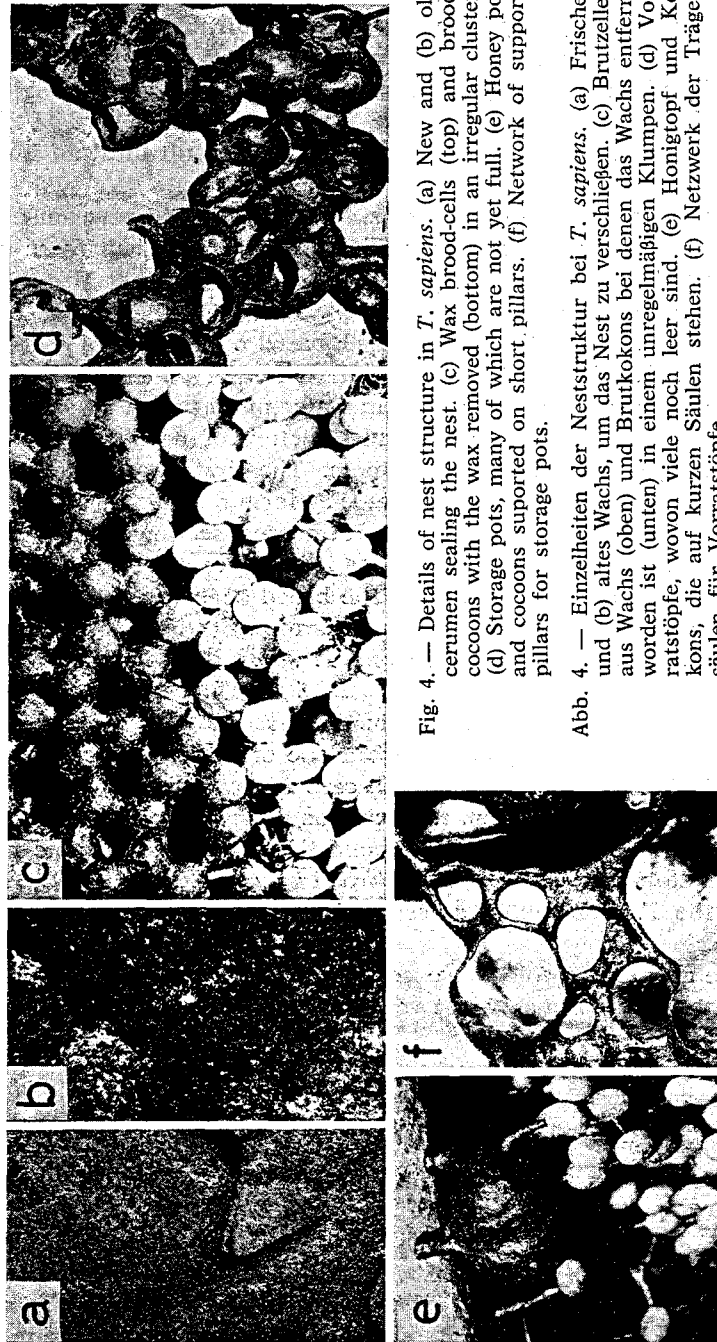 a
b
c
d
e
f
Fig. 4. — Details of nest structure in T. sapiens. (a) New and (b) ol
cerumen sealing the nest. (c) Wax brood-cells (top) and brood
cocoons with the wax removed (bottom) in an irregular cluster
(d) Storage pots, many of which are not yet full. (e) Honey po
and cocoons suported on short pillars. (f) Network of support
pillars for storage pots.
Abb. 4. — Einzelheiten der Neststruktur bei T. sapiens. (a) Frische
und (b) altes Wachs, um das Nest zu verschließen. (c) Brutzelle
aus Wachs (oben) und Brutkokons bei denen das Wachs entfern
worden ist (unten) in einem unregelmäßigen Klumpen. (d) Vo
ratstöpfe, wovon viele noch leer sind. (e) Honigtopf und Ko
kons, die auf kurzen Säulen stehen. (f) Netzwerk der Träge
säulen für Vorratstöpfe